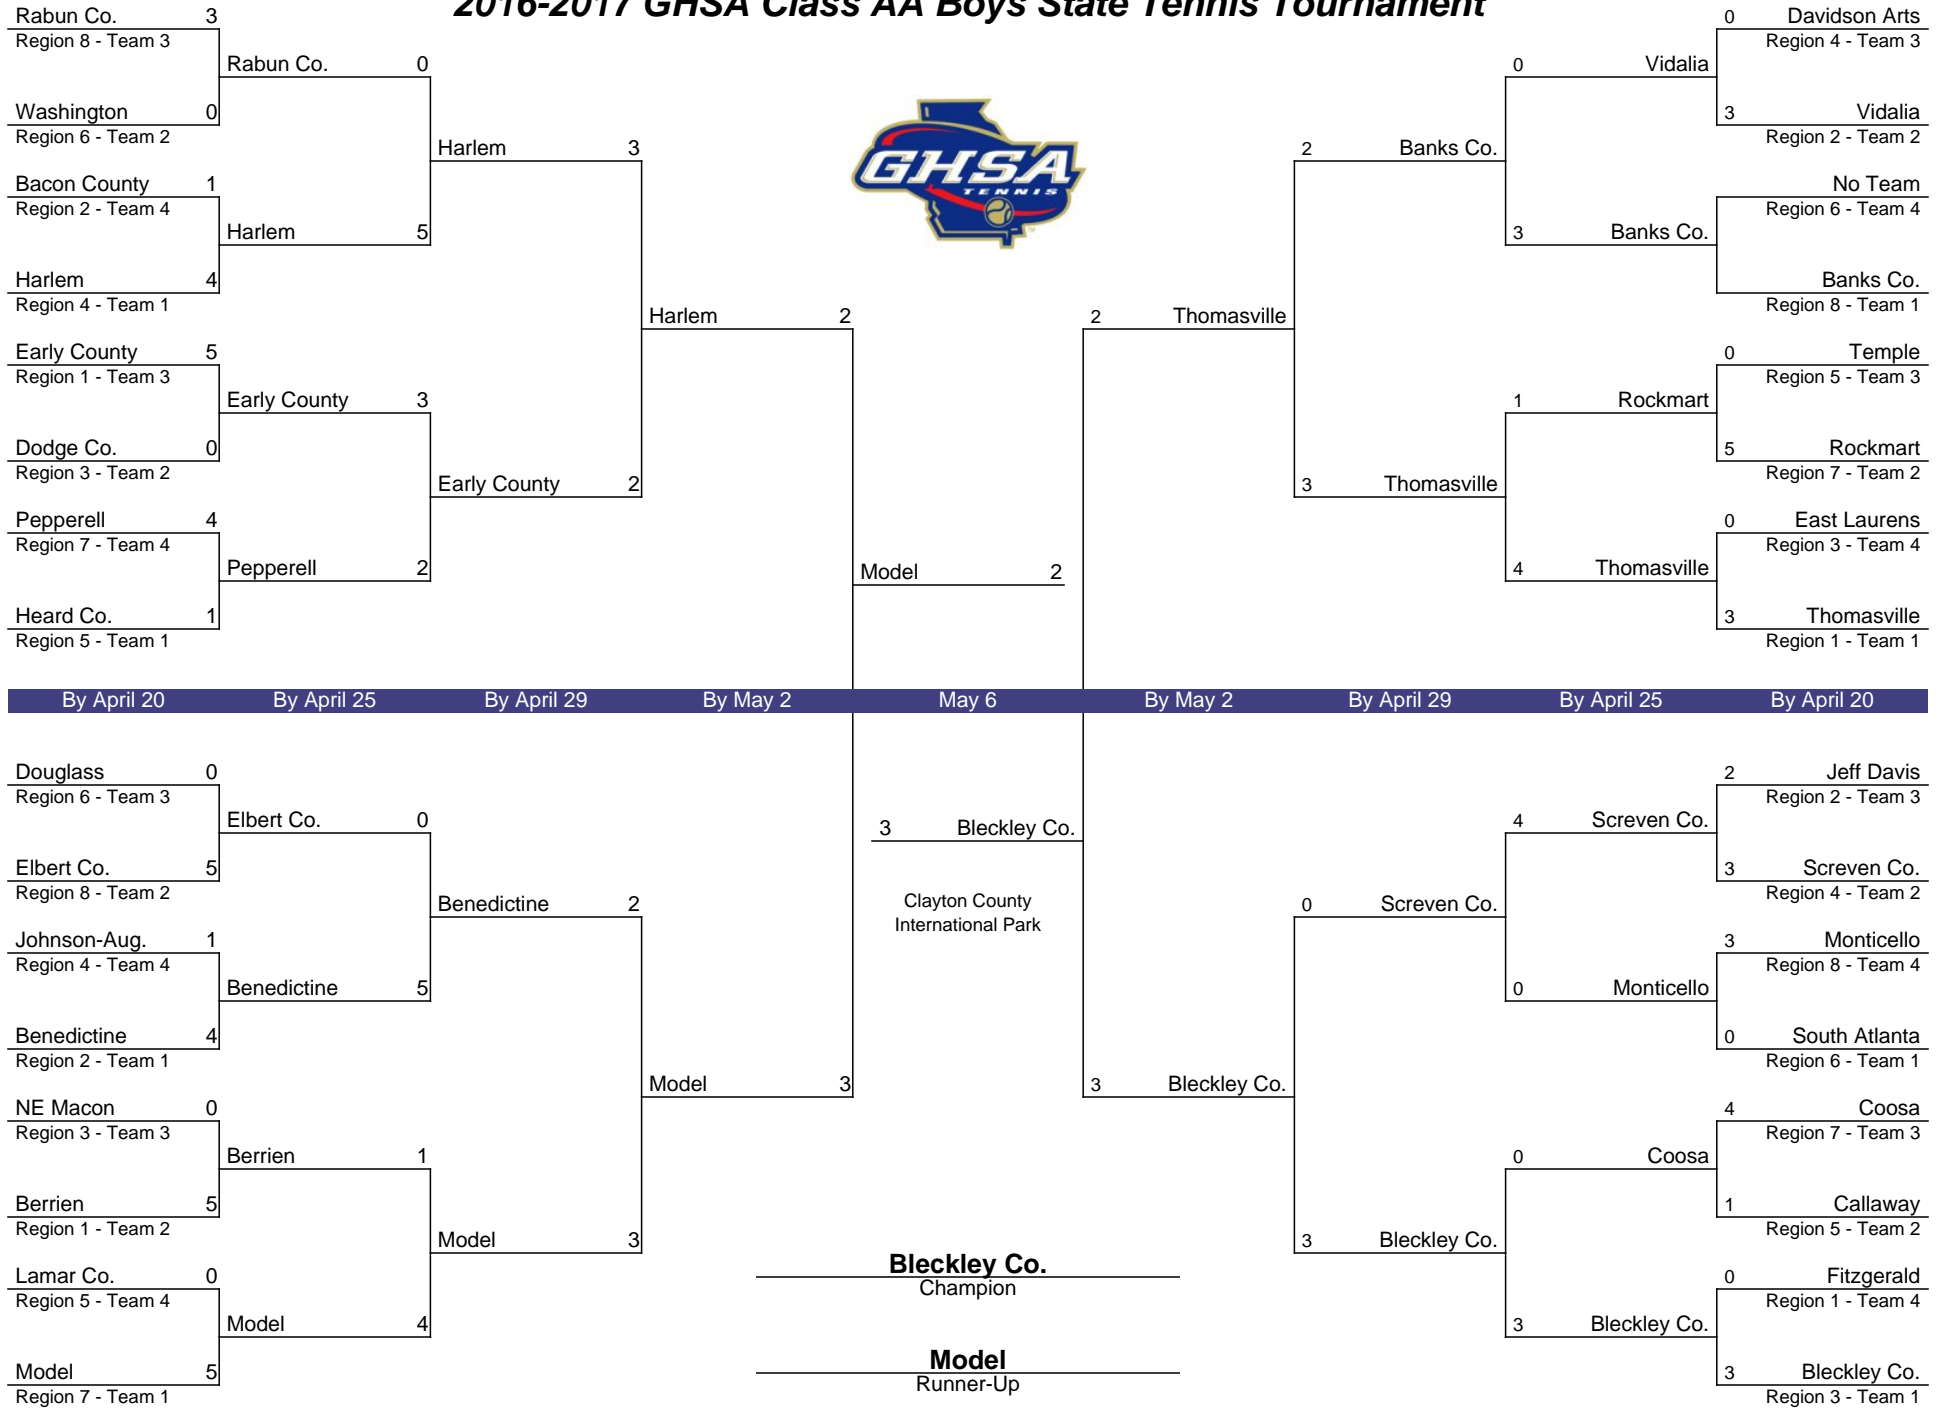 2016-2017 GHSA Class AA Boys State Tennis Tournament
Rabun Co. 3
Region 8 - Team 3
Washington 0
Region 6 - Team 2
Bacon County 1
Region 2 - Team 4
Harlem 4
Region 4 - Team 1
Early County 5
Region 1 - Team 3
Dodge Co. 0
Region 3 - Team 2
Pepperell 4
Region 7 - Team 4
Heard Co. 1
Region 5 - Team 1
Rabun Co. 0
Harlem 5
Early County 3
Pepperell 2
Harlem 3
Early County 2
Harlem 2
Model 2
GHSA
TENNIS
TM
2 Thomasville
2 Banks Co.
3 Thomasville
0 Vidalia
3 Banks Co.
1 Rockmart
4 Thomasville
0 Davidson Arts
Region 4 - Team 3
3 Vidalia
Region 2 - Team 2
No Team
Region 6 - Team 4
Banks Co.
Region 8 - Team 1
0 Temple
Region 5 - Team 3
5 Rockmart
Region 7 - Team 2
0 East Laurens
Region 3 - Team 4
3 Thomasville
Region 1 - Team 1
By April 20 By April 25 By April 29 By May 2 May 6 By May 2 By April 29 By April 25 By April 20
Douglass 0
Region 6 - Team 3
Elbert Co. 5
Region 8 - Team 2
Johnson-Aug. 1
Region 4 - Team 4
Benedictine 4
Region 2 - Team 1
NE Macon 0
Region 3 - Team 3
Berrien 5
Region 1 - Team 2
Lamar Co. 0
Region 5 - Team 4
Model 5
Region 7 - Team 1
Elbert Co. 0
Benedictine 5
Berrien 1
Model 4
Benedictine 2
Model 3
Model 3
3 Bleckley Co.
Clayton County
International Park
Bleckley Co.
Champion
Model
Runner-Up
3 Bleckley Co.
0 Screven Co.
3 Bleckley Co.
4 Screven Co.
0 Monticello
0 Coosa
3 Bleckley Co.
2 Jeff Davis
Region 2 - Team 3
3 Screven Co.
Region 4 - Team 2
3 Monticello
Region 8 - Team 4
0 South Atlanta
Region 6 - Team 1
4 Coosa
Region 7 - Team 3
1 Callaway
Region 5 - Team 2
0 Fitzgerald
Region 1 - Team 4
3 Bleckley Co.
Region 3 - Team 1